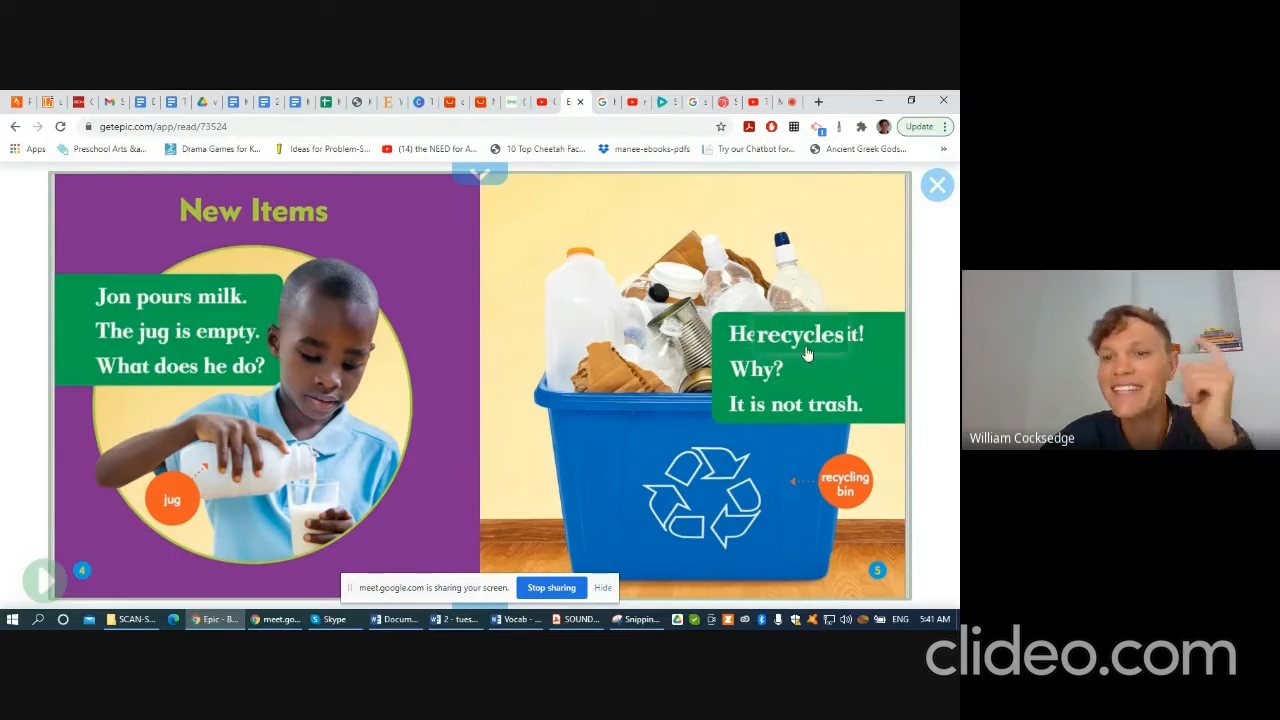 Update
getepic.com/app/read/73524
Apps
Preschool Arts &a...
Drama Games for K...
Ideas for Problem-S...
(14) the NEED for A...
10 Top Cheetah Fac...
manee-ebooks-pdfs
Try our Chatbot for...
Ancient Greek Gods...
New Items
Jon pours milk.
The jug is empty.
What does he do?
jug
4
He recycles it!
Why?
It is not trash.
recycling
bin
5
meet.google.com is sharing your screen.
Stop sharing
Hide
William Cocksedge
SCAN-S...
Epic - B...
meet.go...
Skype
Docum...
2 - tues...
Vocab - ...
SOUND...
Snippin...
ENG
5:41 AM
clideo.com